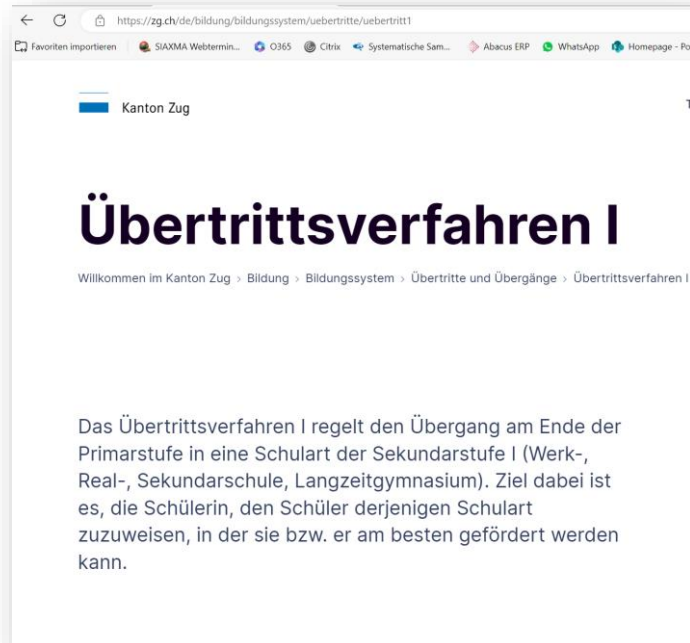 https://zg.ch/de/bildung/bildungssystem/uebertritte/uebertritt1
Favoriten importieren SIAXMA Webtermin... O365 Citrix Systematische Sam... Abacus ERP WhatsApp Homepage - Po
Kanton Zug
Übertrittsverfahren I
Willkommen im Kanton Zug > Bildung > Bildungssystem > Übertritte und Übergänge > Übertrittsverfahren I
Das Übertrittsverfahren I regelt den Übergang am Ende der
Primarstufe in eine Schulart der Sekundarstufe I (Werk-,
Real-, Sekundarschule, Langzeitgymnasium). Ziel dabei ist
es, die Schülerin, den Schüler derjenigen Schulart
zuzuweisen, in der sie bzw. er am besten gefördert werden
kann.